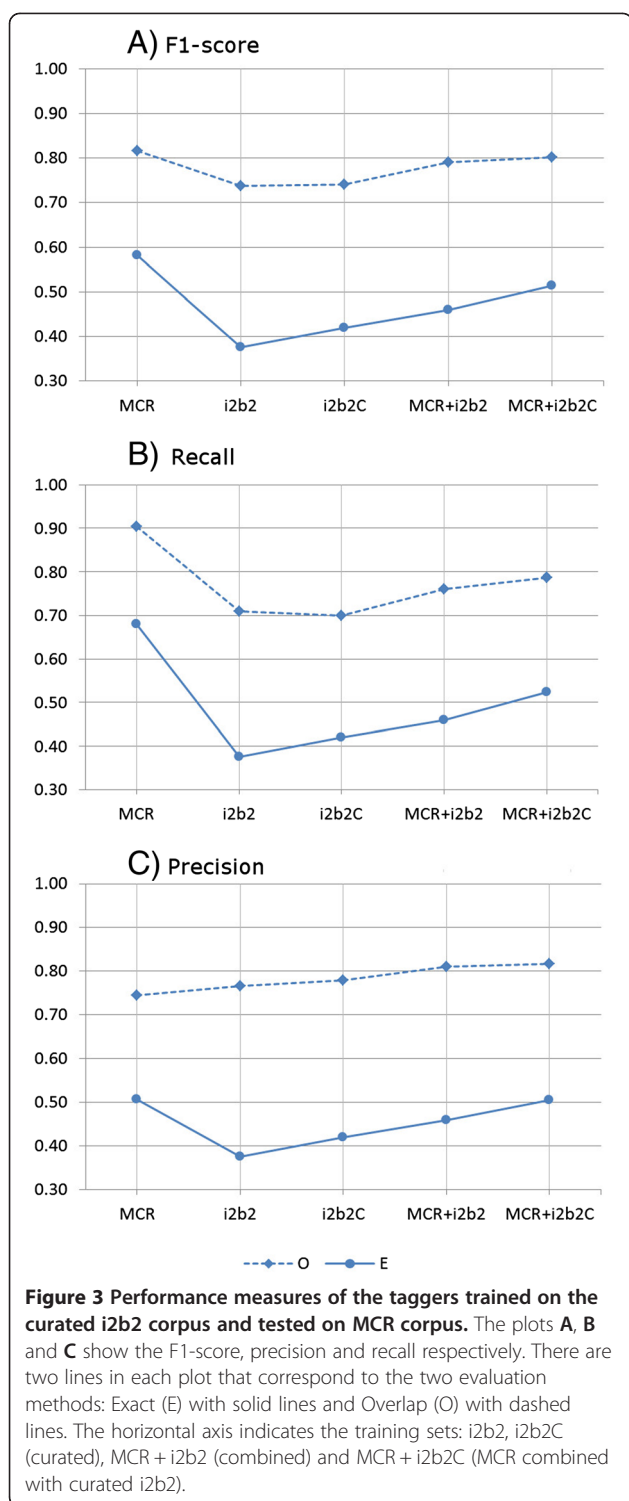 A) F1-score
1.00
0.90
0.80
0.70
0.60
0.50
0.40
0.30
MCR i2b2 i2b2C MCR+i2b2 MCR+i2b2C
B) Recall
1.00
0.90
0.80
0.70
0.60
0.50
0.40
0.30
MCR i2b2 i2b2C MCR+i2b2 MCR+i2b2C
C) Precision
1.00
0.90
0.80
0.70
0.60
0.50
0.40
0.30
MCR i2b2 i2b2C MCR+i2b2 MCR+i2b2C
O E
Figure 3 Performance measures of the taggers trained on the
curated i2b2 corpus and tested on MCR corpus. The plots A, B
and C show the F1-score, precision and recall respectively. There are
two lines in each plot that correspond to the two evaluation
methods: Exact (E) with solid lines and Overlap (O) with dashed
lines. The horizontal axis indicates the training sets: i2b2, i2b2C
(curated), MCR + i2b2 (combined) and MCR + i2b2C (MCR combined
with curated i2b2).